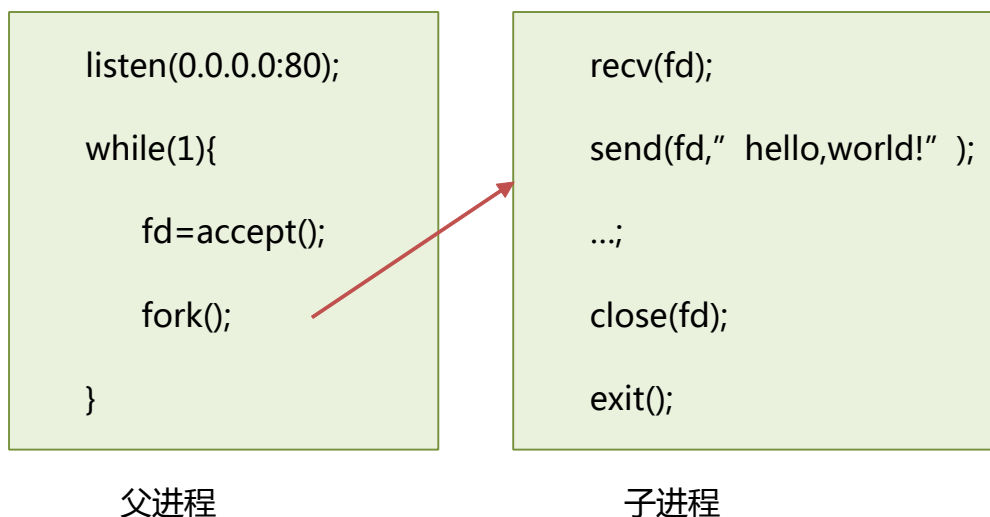 listen(0.0.0.0:80);
while(1){
fd=accept();
fork();
}
父进程
recv(fd);
send(fd,”hello,world!”);
…;
close(fd);
exit();
子进程